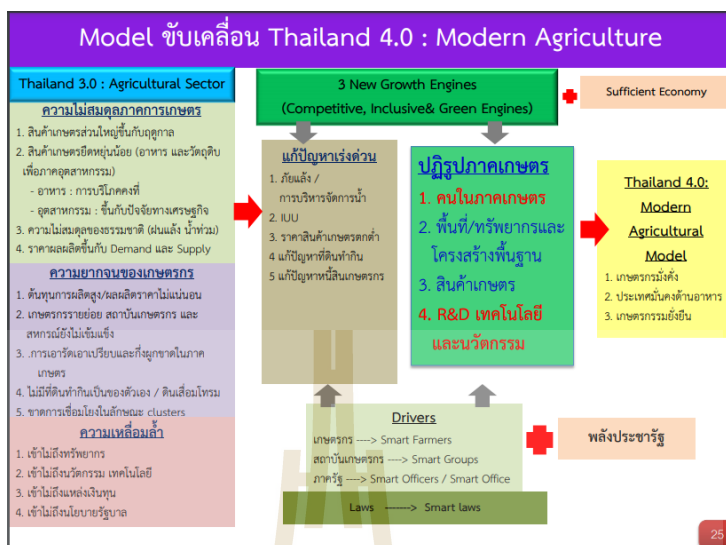 Model ขับเคลื่อน Thailand 4.0 : Modern Agriculture
Thailand 3.0 : Agricultural Sector
ความไม่สมดุลภาคการเกษตร
1. สินค้าเกษตรส่วนใหญ่ขึ้นกับฤดูกาล
2. สินค้าเกษตรยืดหยุ่นน้อย (อาหาร และวัตถุดิบ
เพื่อภาคอุตสาหกรรม)
- อาหาร : การบริโภคคงที่
- อุตสาหกรรม : ขึ้นกับปัจจัยทางเศรษฐกิจ
3. ความไม่สมดุลของธรรมชาติ (ฝนแล้ง น้ำท่วม)
4. ราคาผลผลิตขึ้นกับ Demand และ Supply
ความยากจนของเกษตรกร
1. ต้นทุนการผลิตสูง/ผลผลิตราคาไม่แน่นอน
2. เกษตรกรรายย่อย สถาบันเกษตรกร และ
สหกรณ์ยังไม่เข้มแข็ง
3. .การเอารัดเอาเปรียบและกึ่งผูกขาดในภาค
เกษตร
4. ไม่มีที่ดินทำกินเป็นของตัวเอง / ดินเสื่อมโทรม
5. ขาดการเชื่อมโยงในลักษณะ clusters
ความเหลื่อมล้ำ
1. เข้าไม่ถึงทรัพยากร
2. เข้าไม่ถึงนวัตกรรม เทคโนโลยี
3. เข้าไม่ถึงแหล่งเงินทุน
4. เข้าไม่ถึงนโยบายรัฐบาล
3 New Growth Engines
(Competitive, Inclusive& Green Engines)
Sufficient Economy
แก้ปัญหาเร่งด่วน
1. ภัยแล้ง /
การบริหารจัดการน้ำ
2. IUU
3. ราคาสินค้าเกษตรตกต่ำ
4 แก้ปัญหาที่ดินทำกิน
5 แก้ปัญหาหนี้สินเกษตรกร
ปฏิรูปภาคเกษตร
1. คนในภาคเกษตร
2. พื้นที่/ทรัพยากรและ
โครงสร้างพื้นฐาน
3. สินค้าเกษตร
4. R&D เทคโนโลยี
และนวัตกรรม
Thailand 4.0:
Modern
Agricultural
Model
1. เกษตรกรมั่งคั่ง
2. ประเทศมั่นคงด้านอาหาร
3. เกษตรกรรมยั่งยืน
Drivers
เกษตรกร ----> Smart Farmers
สถาบันเกษตรกร ----> Smart Groups
ภาครัฐ ----> Smart Officers / Smart Office
Laws -------> Smart laws
พลังประชารัฐ
25